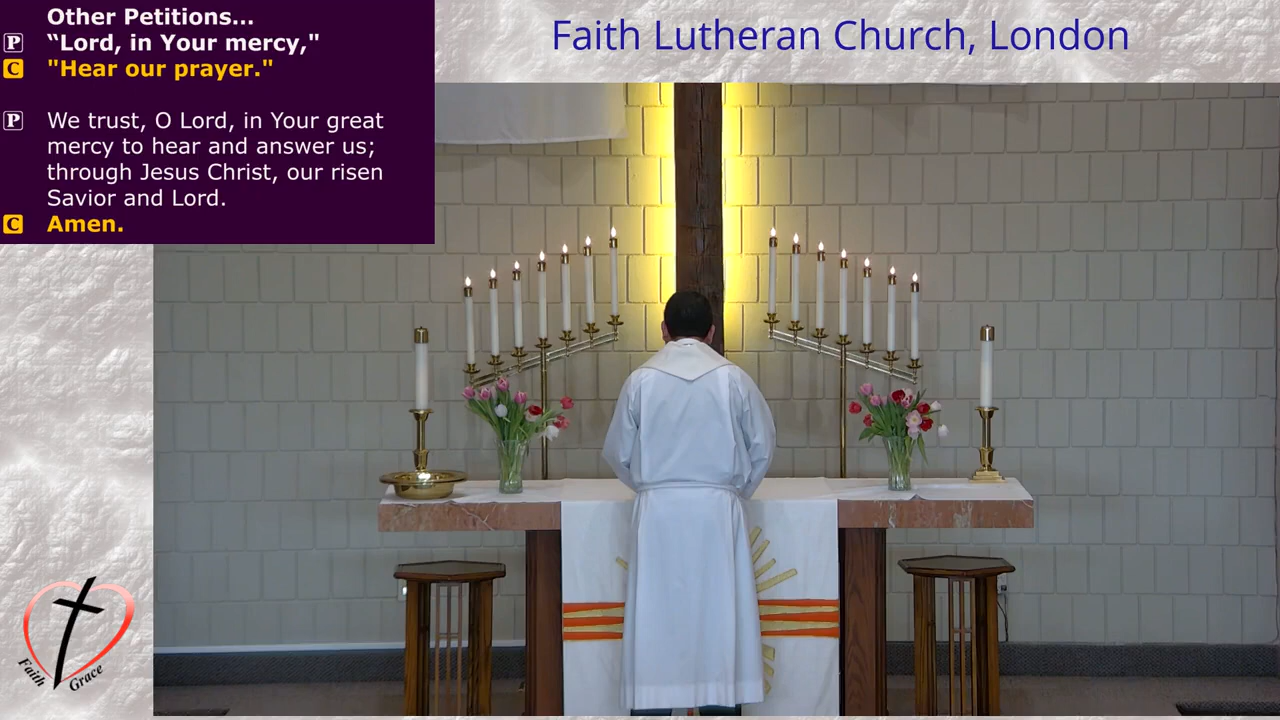 Other Petitions...
P “Lord, in Your mercy,"
C "Hear our prayer."
P We trust, O Lord, in Your great
mercy to hear and answer us;
through Jesus Christ, our risen
Savior and Lord.
C Amen.
Faith Lutheran Church, London
Faith Grace